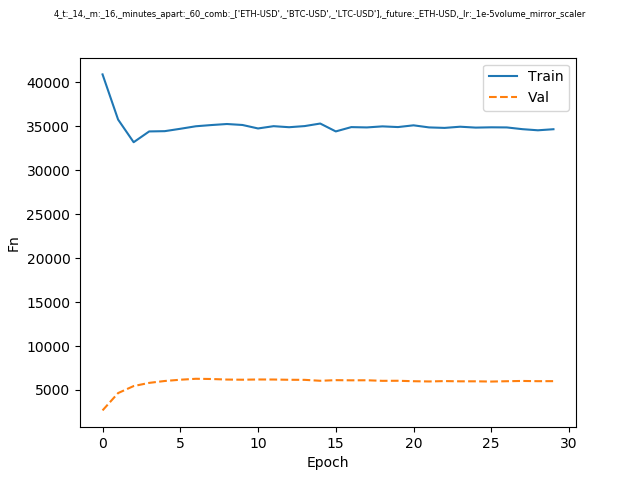 4_t:_14,_m:_16,_minutes_apart:_60_comb:_['ETH-USD',_'BTC-USD',_'LTC-USD'],_future:_ETH-USD,_lr:_1e-5volume_mirror_scaler
Train
Val
40000
35000
30000
25000
20000
15000
10000
5000
Fn
0 5 10 15 20 25 30
Epoch